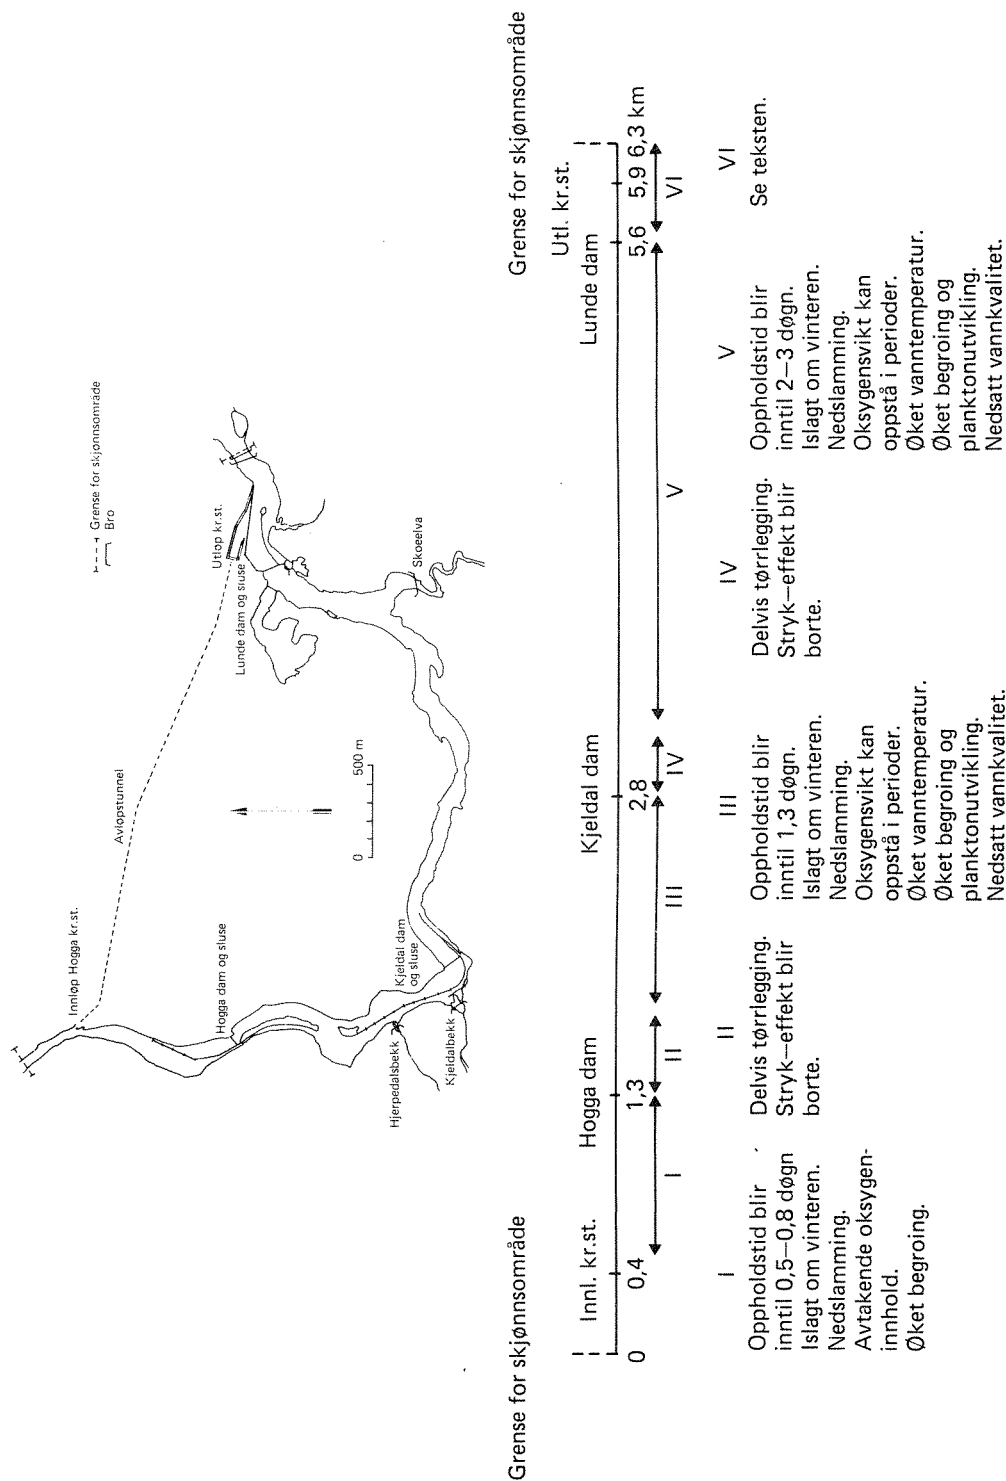 Grense for skjønnsområde
Bro
Innløp Hogga kr.st.
Avløpstunnel
Utløp kr.st.
Hogga dam og sluse
Lunde dam og sluse
0 500 m
Kjeldal dam
og sluse
Hjerpedalsbekk
Kjeldalbekk
Skoeelva
Grense for skjønnsområde
Grense for skjønnsområde
Innl. kr.st.
Hogga dam
Kjeldal dam
Lunde dam
Utl. kr.st.
0 0,4 1,3 2,8 5,6 5,9 6,3 km
I II III IV V VI
I
Oppholdstid blir
inntil 0,5–0,8 døgn
Islagt om vinteren.
Nedslamming.
Avtakende oksygen-
innhold.
Øket begroing.
II
Delvis tørrlegging.
Stryk–effekt blir
borte.
III
Oppholdstid blir
inntil 1,3 døgn.
Islagt om vinteren.
Nedslamming.
Oksygensvikt kan
oppstå i perioder.
Øket vanntemperatur.
Øket begroing og
planktonutvikling.
Nedsatt vannkvalitet.
IV
Delvis tørrlegging.
Stryk–effekt blir
borte.
V
Oppholdstid blir
inntil 2–3 døgn.
Islagt om vinteren.
Nedslamming.
Oksygensvikt kan
oppstå i perioder.
Øket vanntemperatur.
Øket begroing og
planktonutvikling.
Nedsatt vannkvalitet.
VI
Se teksten.